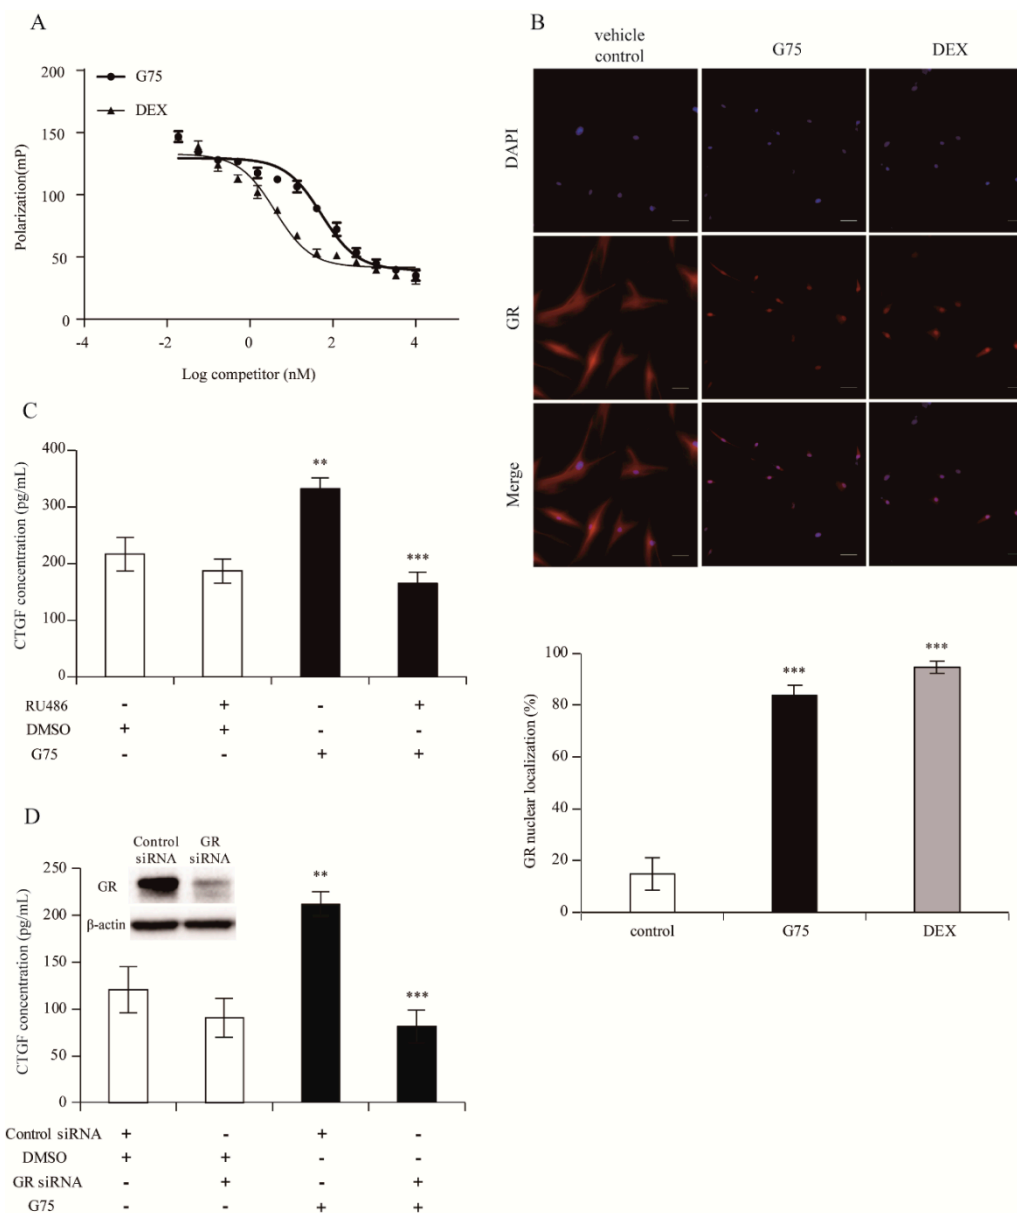 A
G75
DEX
200
150
100
50
0
-4
-2
0
2
4
Polarization(mP)
Log competitor (nM)
B
vehicle
control
G75
DEX
DAPI
GR
Merge
C
400
300
200
100
0
CTGF concentration (pg/mL)
**
***
RU486 - + - +
DMSO + + - -
G75 - - + +
100
80
60
40
20
0
GR nuclear localization (%)
***
***
control
G75
DEX
D
Control
siRNA
GR
siRNA
GR
β-actin
250
200
150
100
50
0
CTGF concentration (pg/mL)
**
***
Control siRNA + - + -
DMSO + + - -
GR siRNA - + - +
G75 - - + +